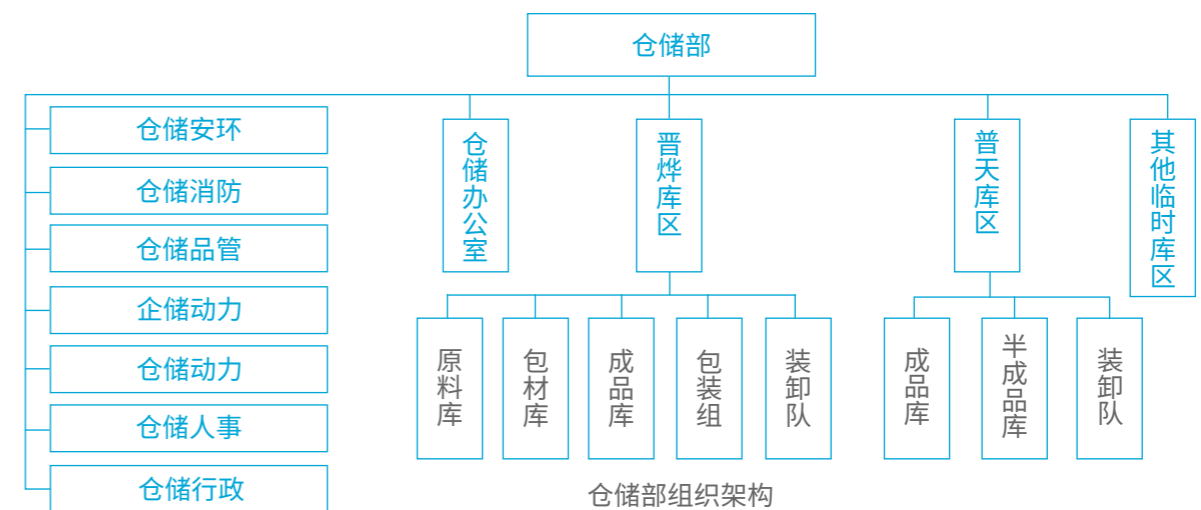 仓储部
仓储安环
仓储消防
仓储品管
企储动力
仓储动力
仓储人事
仓储行政
仓储办公室
晋烨库区
普天库区
其他临时库区
原料库
包材库
成品库
包装组
装卸队
成品库
半成品库
装卸队
仓储部组织架构